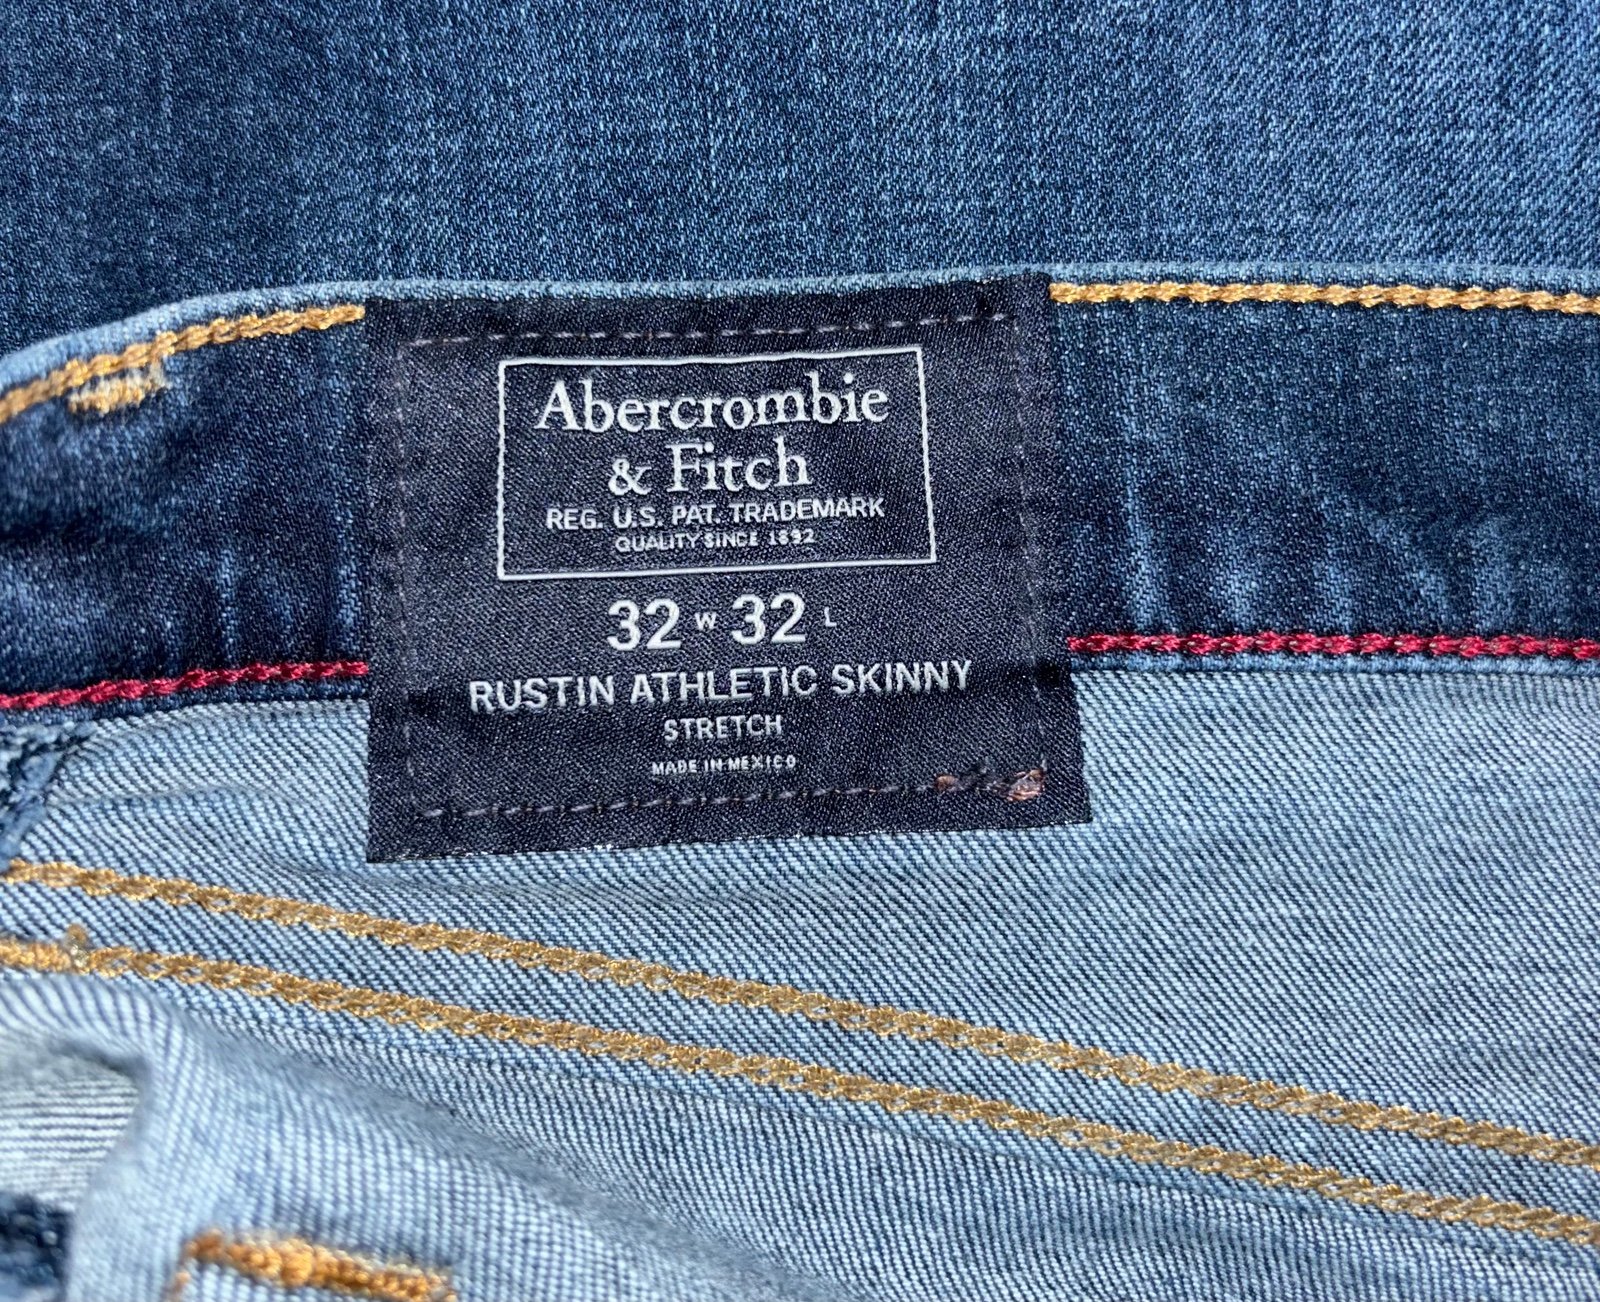 Abercrombie
& Fitch
REG. U.S. PAT. TRADEMARK
QUALITY SINCE 1892
32 W 32 L
RUSTIN ATHLETIC SKINNY
STRETCH
MADE IN MEXICO